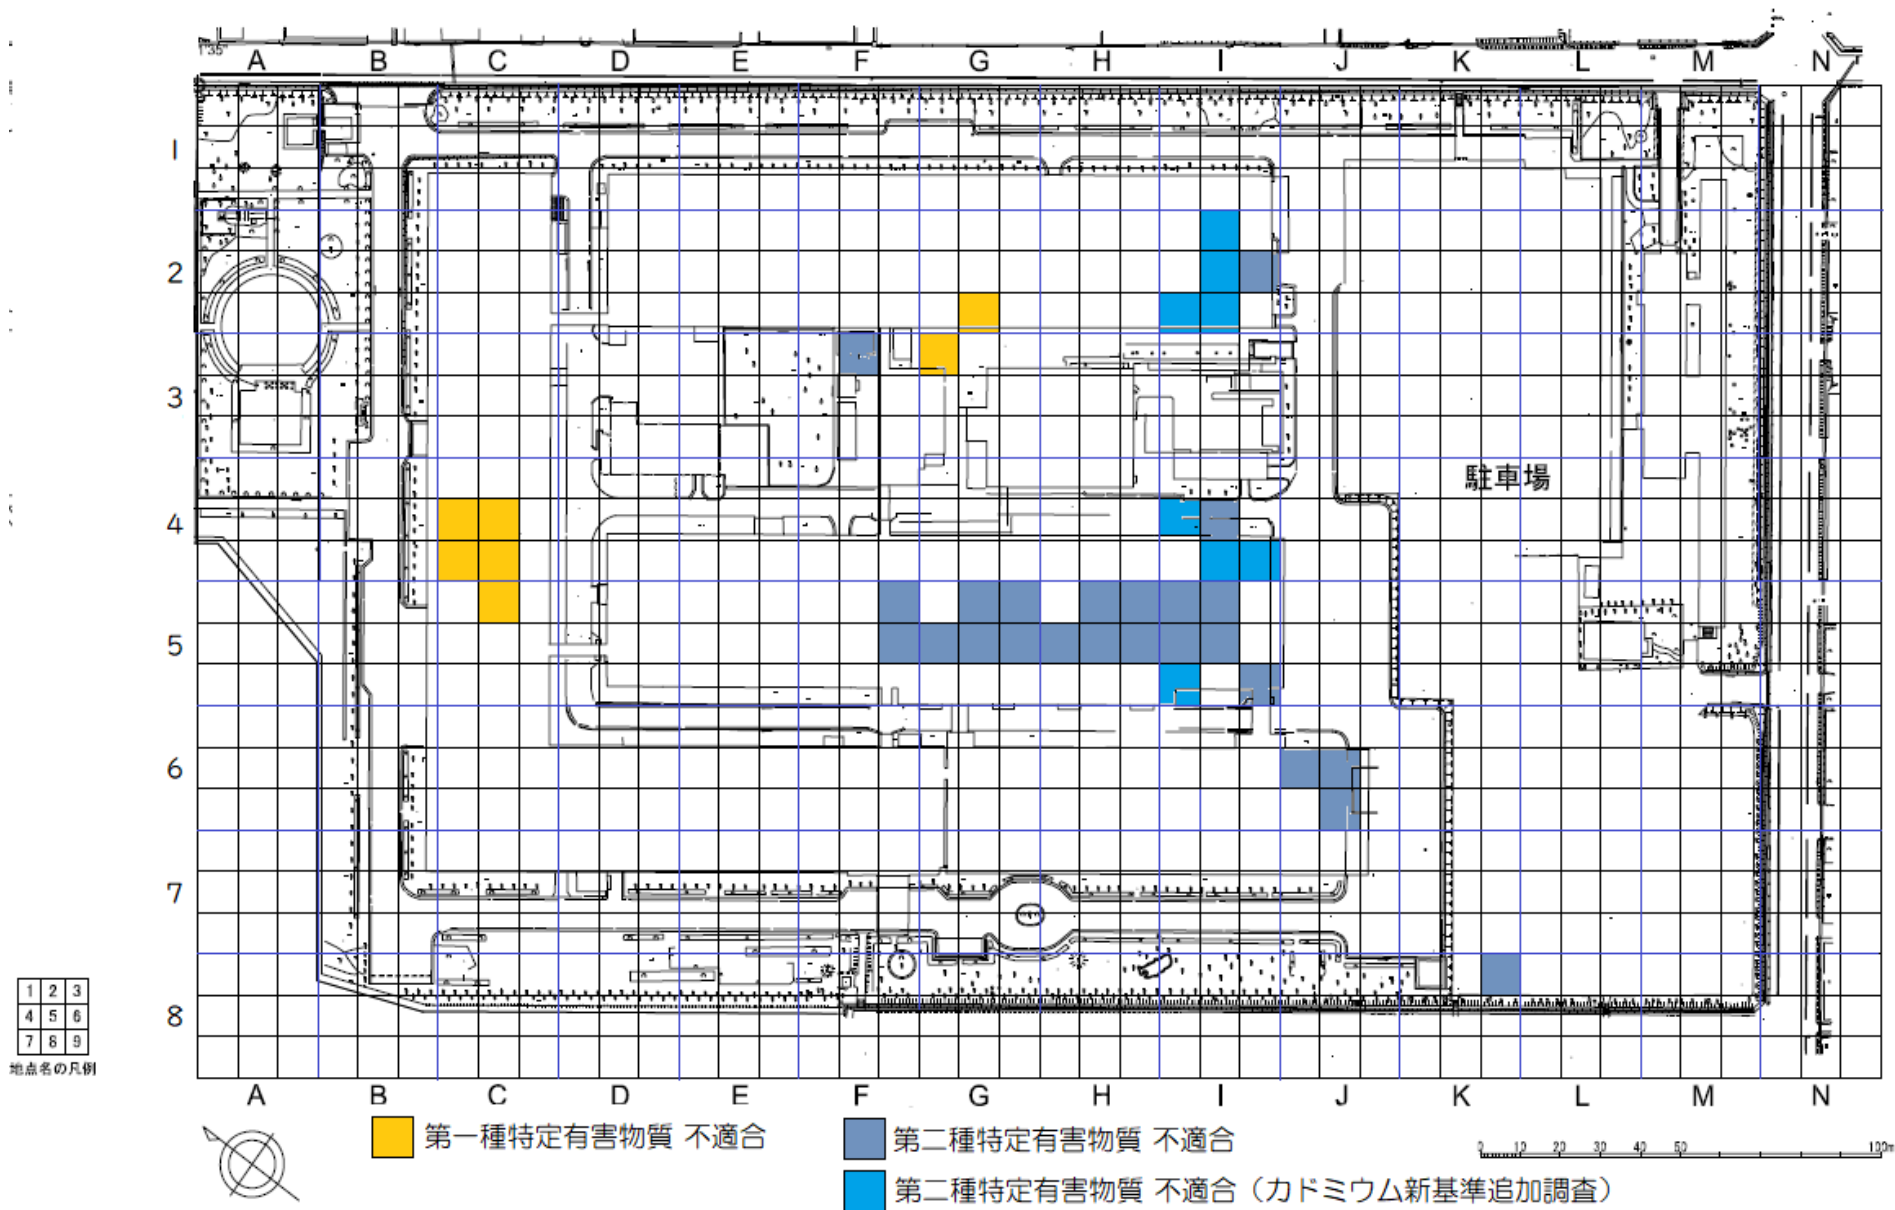 1'35"
A B C D E F G H I J K L M N
1
2
3
駐車場
4
5
6
7
8
1 2 3
4 5 6
7 8 9
地点名の凡例
A B C D E F G H I J K L M N
第一種特定有害物質 不適合
第二種特定有害物質 不適合
第二種特定有害物質 不適合（カドミウム新基準追加調査）
0 10 20 30 40 50 100m